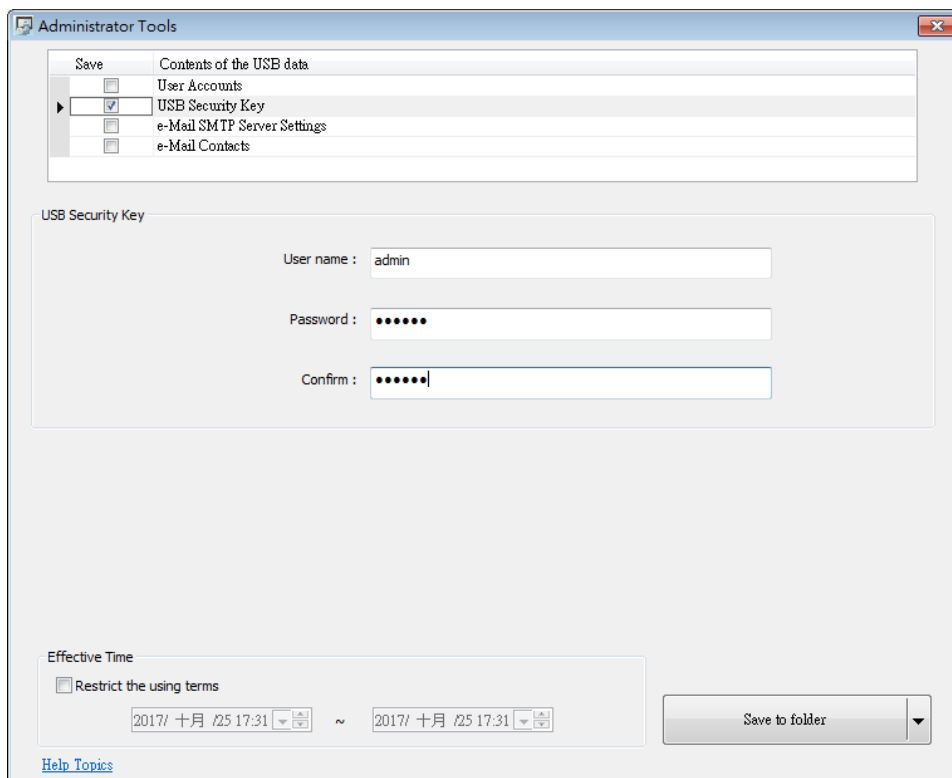 Administrator Tools
Save Contents of the USB data
User Accounts
USB Security Key
e-Mail SMTP Server Settings
e-Mail Contacts
USB Security Key
User name : admin
Password : ●●●●●●
Confirm : ●●●●●●
Effective Time
Restrict the using terms
2017/ 十月 /25 17:31 ~ 2017/ 十月 /25 17:31
Save to folder
Help Topics